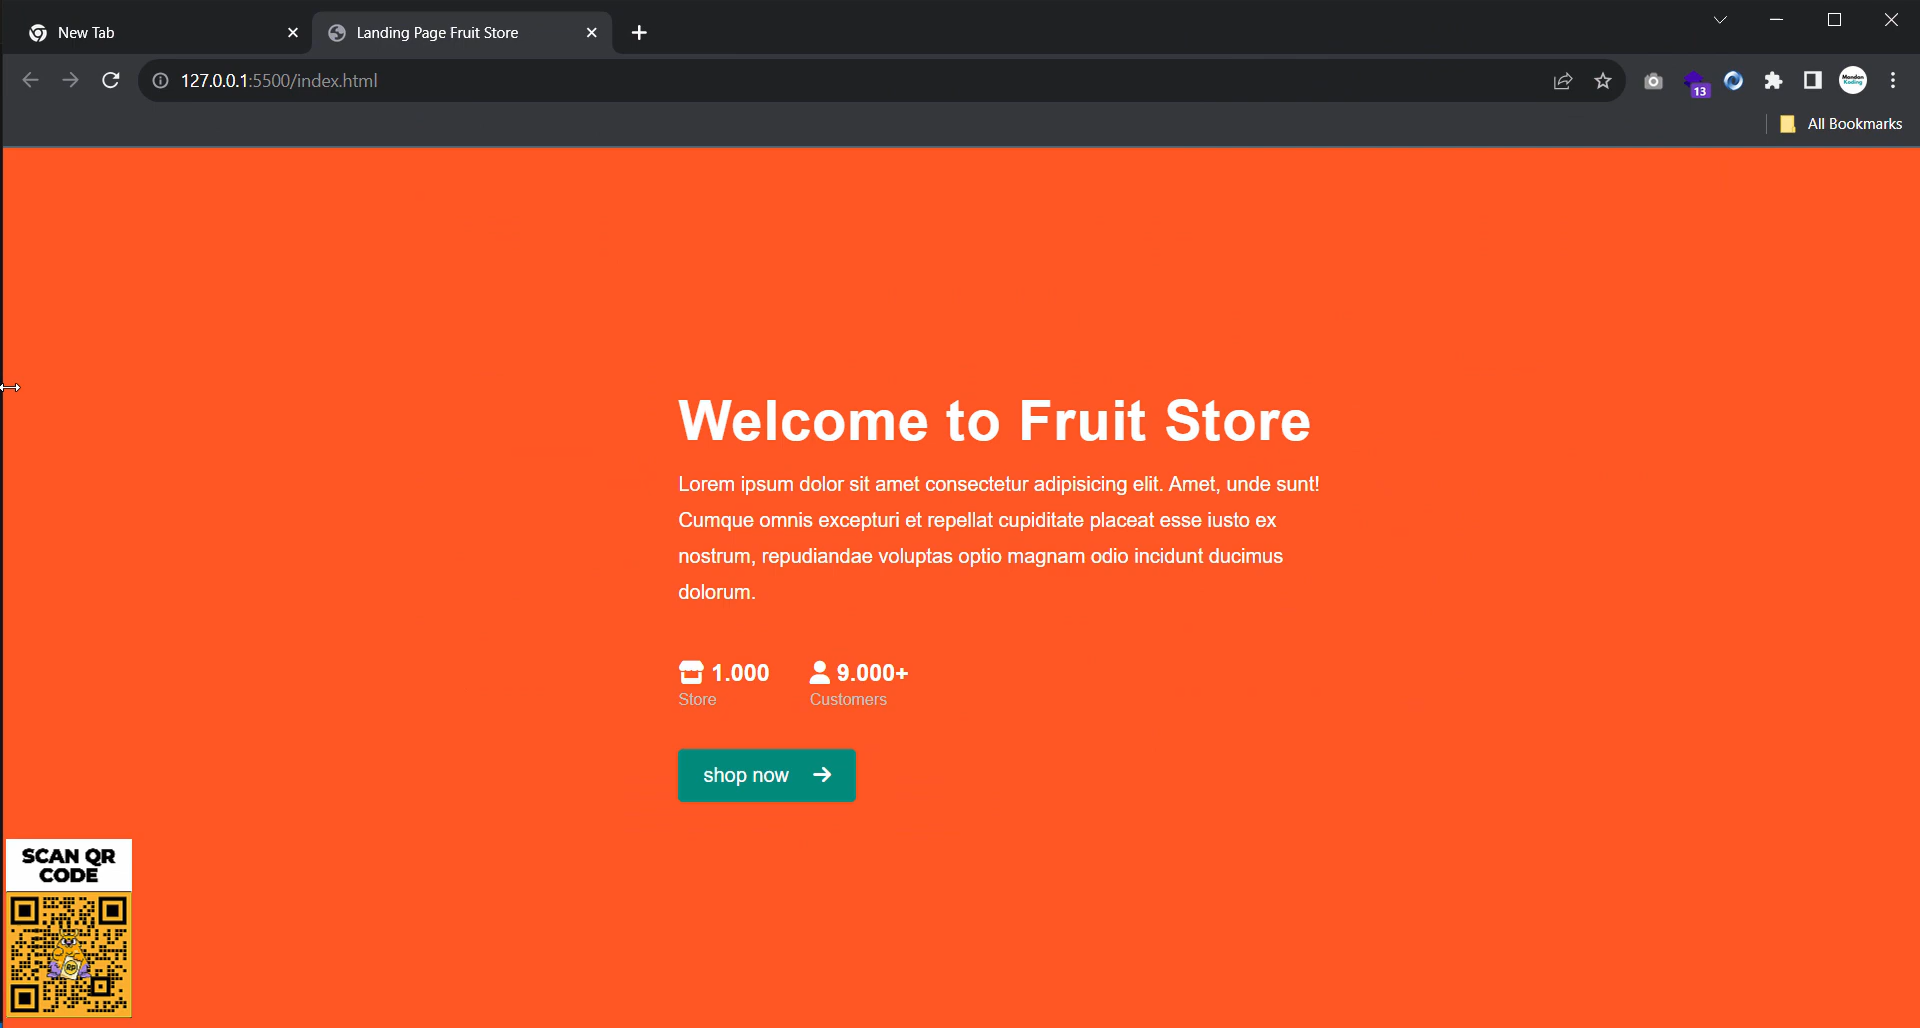 New Tab
Landing Page Fruit Store
127.0.0.1:5500/index.html
13
Mandan
Koding
All Bookmarks
Welcome to Fruit Store
Lorem ipsum dolor sit amet consectetur adipisicing elit. Amet, unde sunt!
Cumque omnis excepturi et repellat cupiditate placeat esse iusto ex
nostrum, repudiandae voluptas optio magnam odio incidunt ducimus
dolorum.
1.000
9.000+
Store
Customers
shop now
SCAN QR
CODE